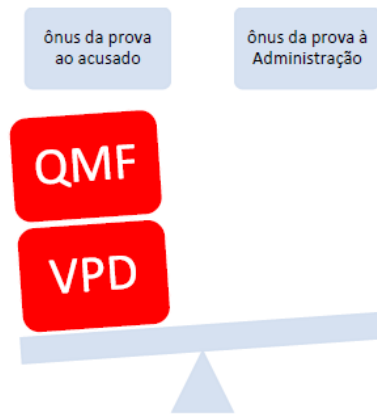 ônus da prova
ao acusado
ônus da prova à
Administração
QMF
VPD